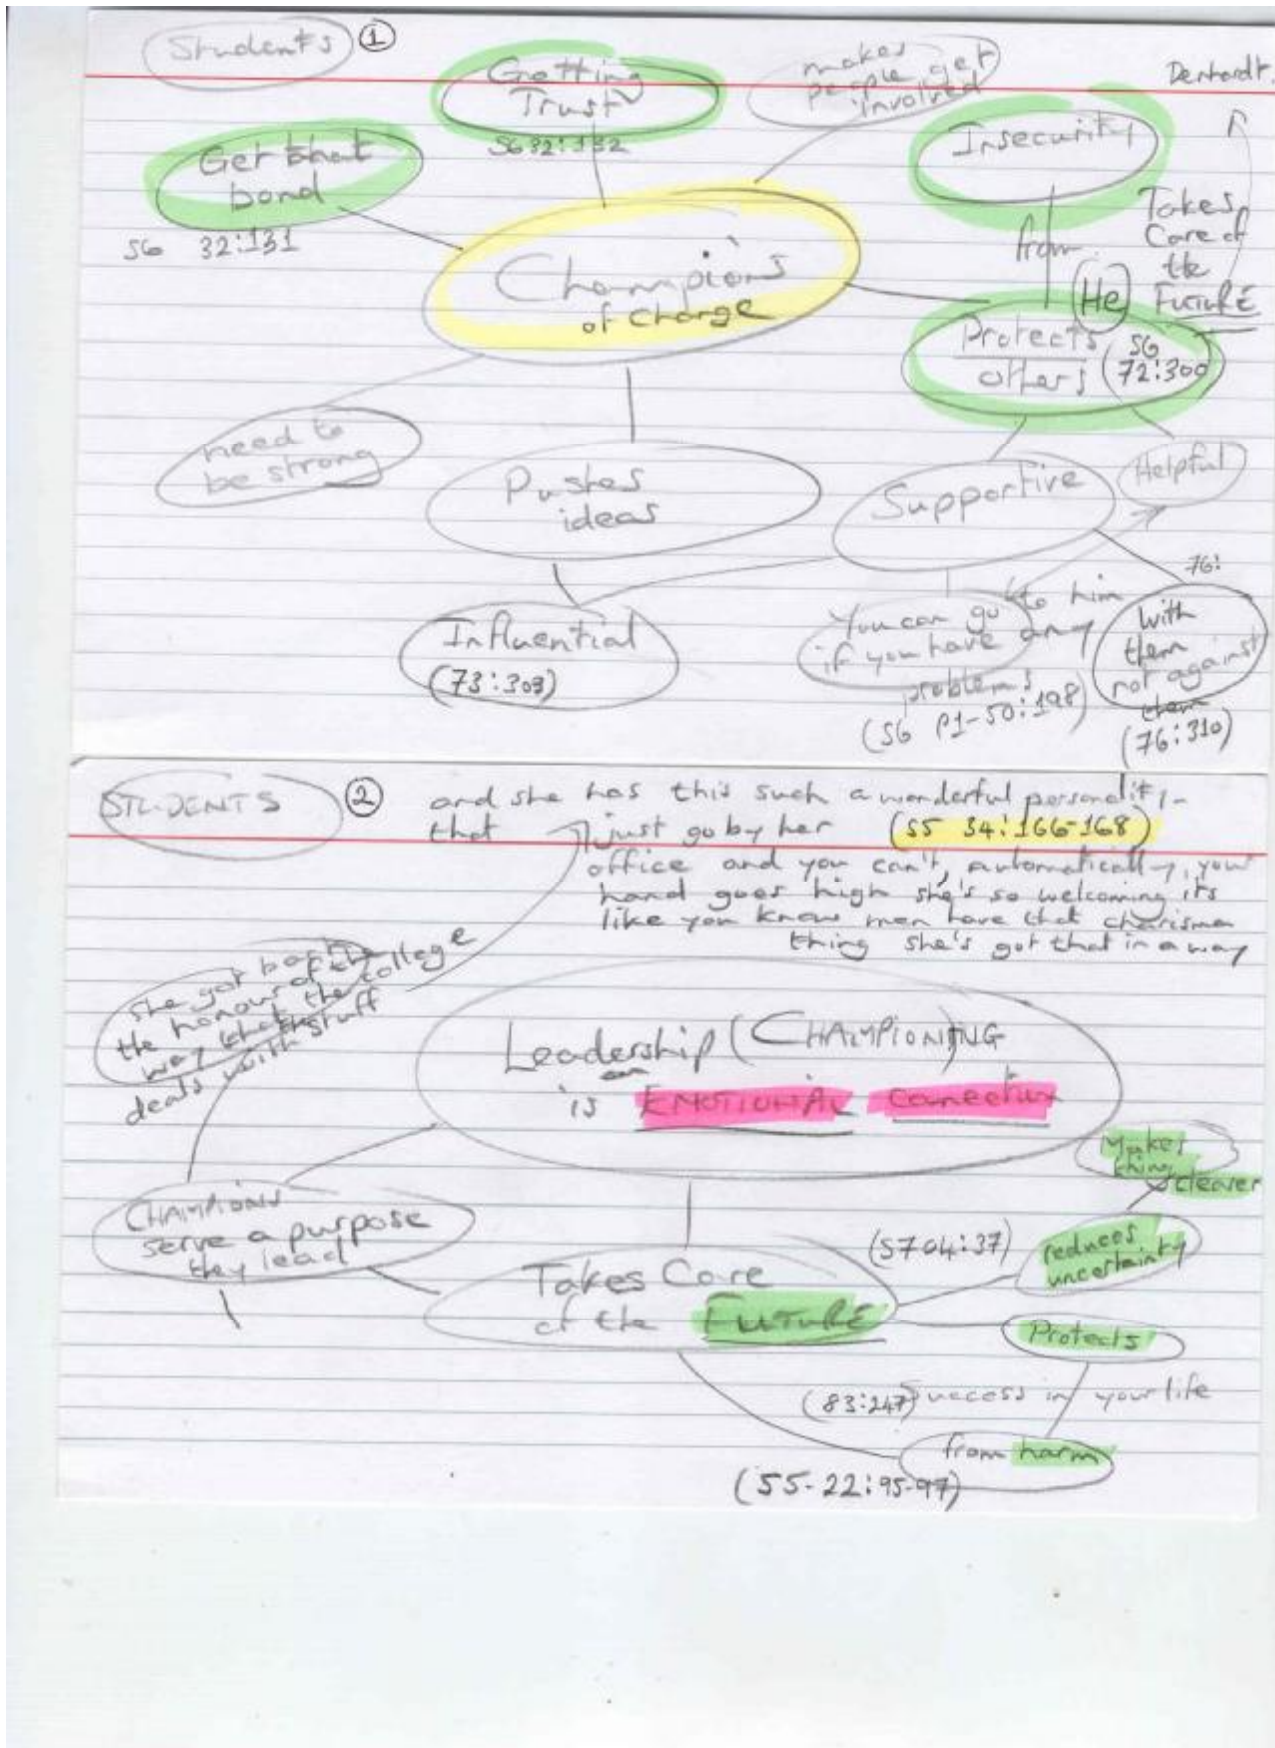 Students ①
Getting
Trust
S6 32:132
makes
people get
involved
Denhardt.
Get that
bond
S6 32:131
Insecurity
from
Takes
Care of
the
FUTURE
Champions
of Change
He
Protects
others
(S6
72:300)
need to
be strong
Pushes
ideas
Supportive
Helpful
Influential
(73:303)
You can go to him
if you have any
problems
(S6 P1-50:198)
76:
with
them
not against
them
(76:310)
STUDENTS ②
and she has this such a wonderful personality-
that just go by her (S5 34:166-168)
office and you can't, automatically, your
hand goes high she's so welcoming its
like you know men have that charisma
thing she's got that in a way
she got back
the honour of the
way that the college
deals with stuff
Leadership (CHAMPIONING)
is EMOTIONAL connection
Makes
thing
clearer
CHAMPIONS
serve a purpose
they lead
(S7 04:37)
reduces
uncertainty
Takes Care
of the FUTURE
Protects
(83:247) Success in your life
from harm
(S5-22:95-97)